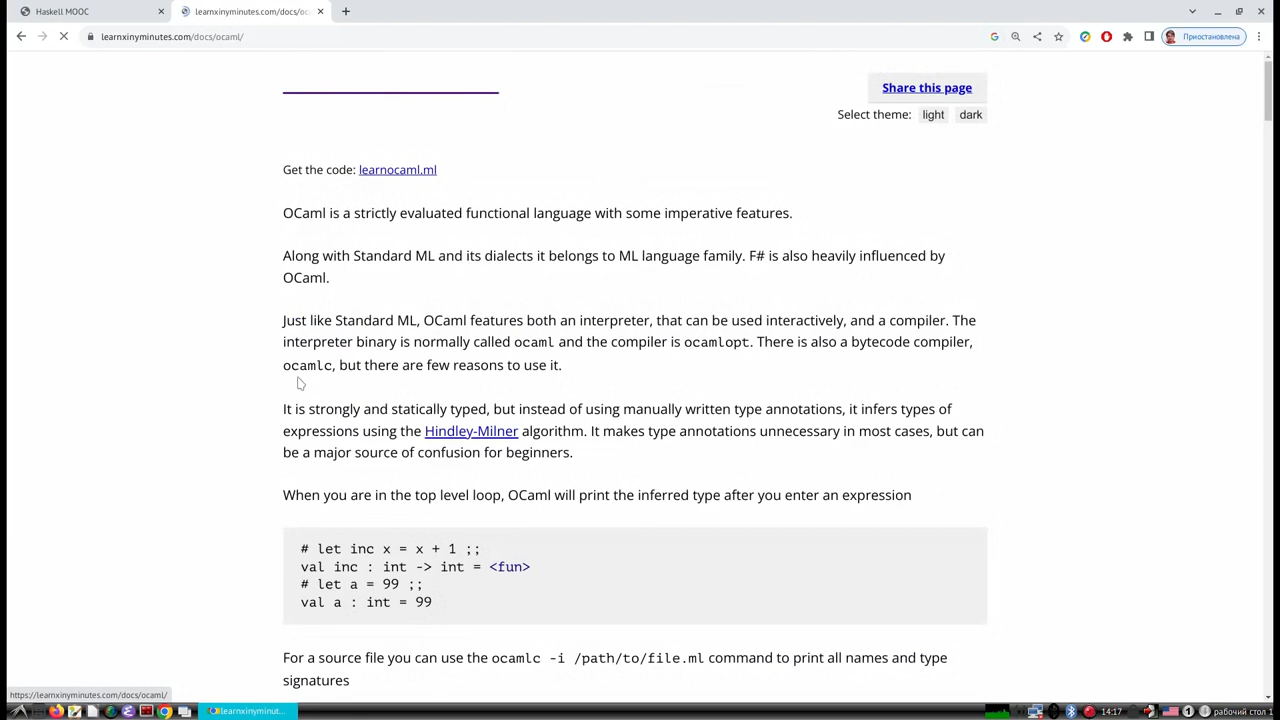 Haskell MOOC
learnxinyminutes.com/docs/oc
learnxinyminutes.com/docs/ocaml/
Приостановлена
Share this page
Select theme: light dark
Get the code: learnocaml.ml
OCaml is a strictly evaluated functional language with some imperative features.
Along with Standard ML and its dialects it belongs to ML language family. F# is also heavily influenced by
OCaml.
Just like Standard ML, OCaml features both an interpreter, that can be used interactively, and a compiler. The
interpreter binary is normally called ocaml and the compiler is ocamlopt. There is also a bytecode compiler,
ocamlc, but there are few reasons to use it.
It is strongly and statically typed, but instead of using manually written type annotations, it infers types of
expressions using the Hindley-Milner algorithm. It makes type annotations unnecessary in most cases, but can
be a major source of confusion for beginners.
When you are in the top level loop, OCaml will print the inferred type after you enter an expression
# let inc x = x + 1 ;;
val inc : int -> int = <fun>
# let a = 99 ;;
val a : int = 99
For a source file you can use the ocamlc -i /path/to/file.ml command to print all names and type
signatures
https://learnxinyminutes.com/docs/ocaml/
learnxinyminut...
14:17
1
рабочий стол 1